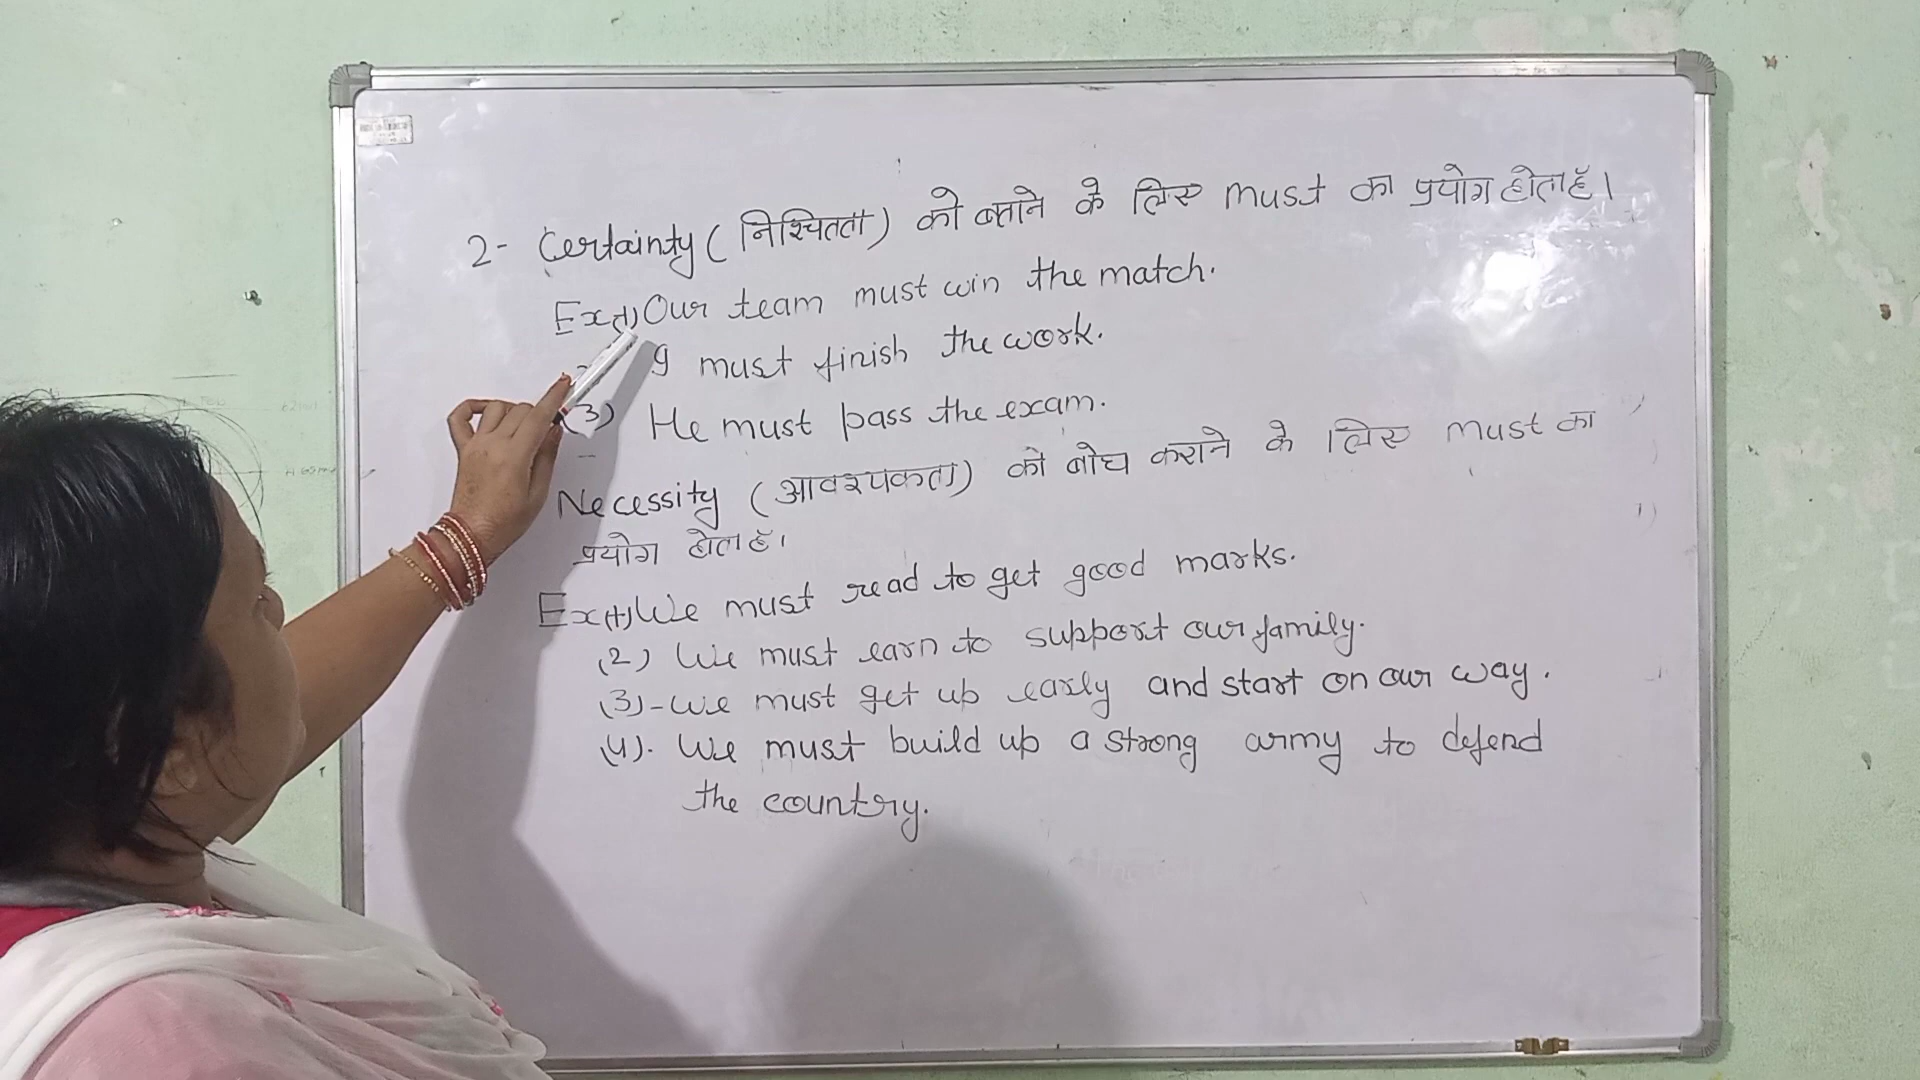 2- Certainty (निश्चितता) को बताने के लिए must का प्रयोग होता है।
Ex(1) Our team must win the match.
I must finish the work.
(3) He must pass the exam.
Necessity (आवश्यकता) को बोध कराने के लिए must का
प्रयोग होता है।
Ex(1) We must read to get good marks.
(2) We must earn to support our family.
(3)- We must get up early and start on our way.
(4). We must build up a strong army to defend
the country.